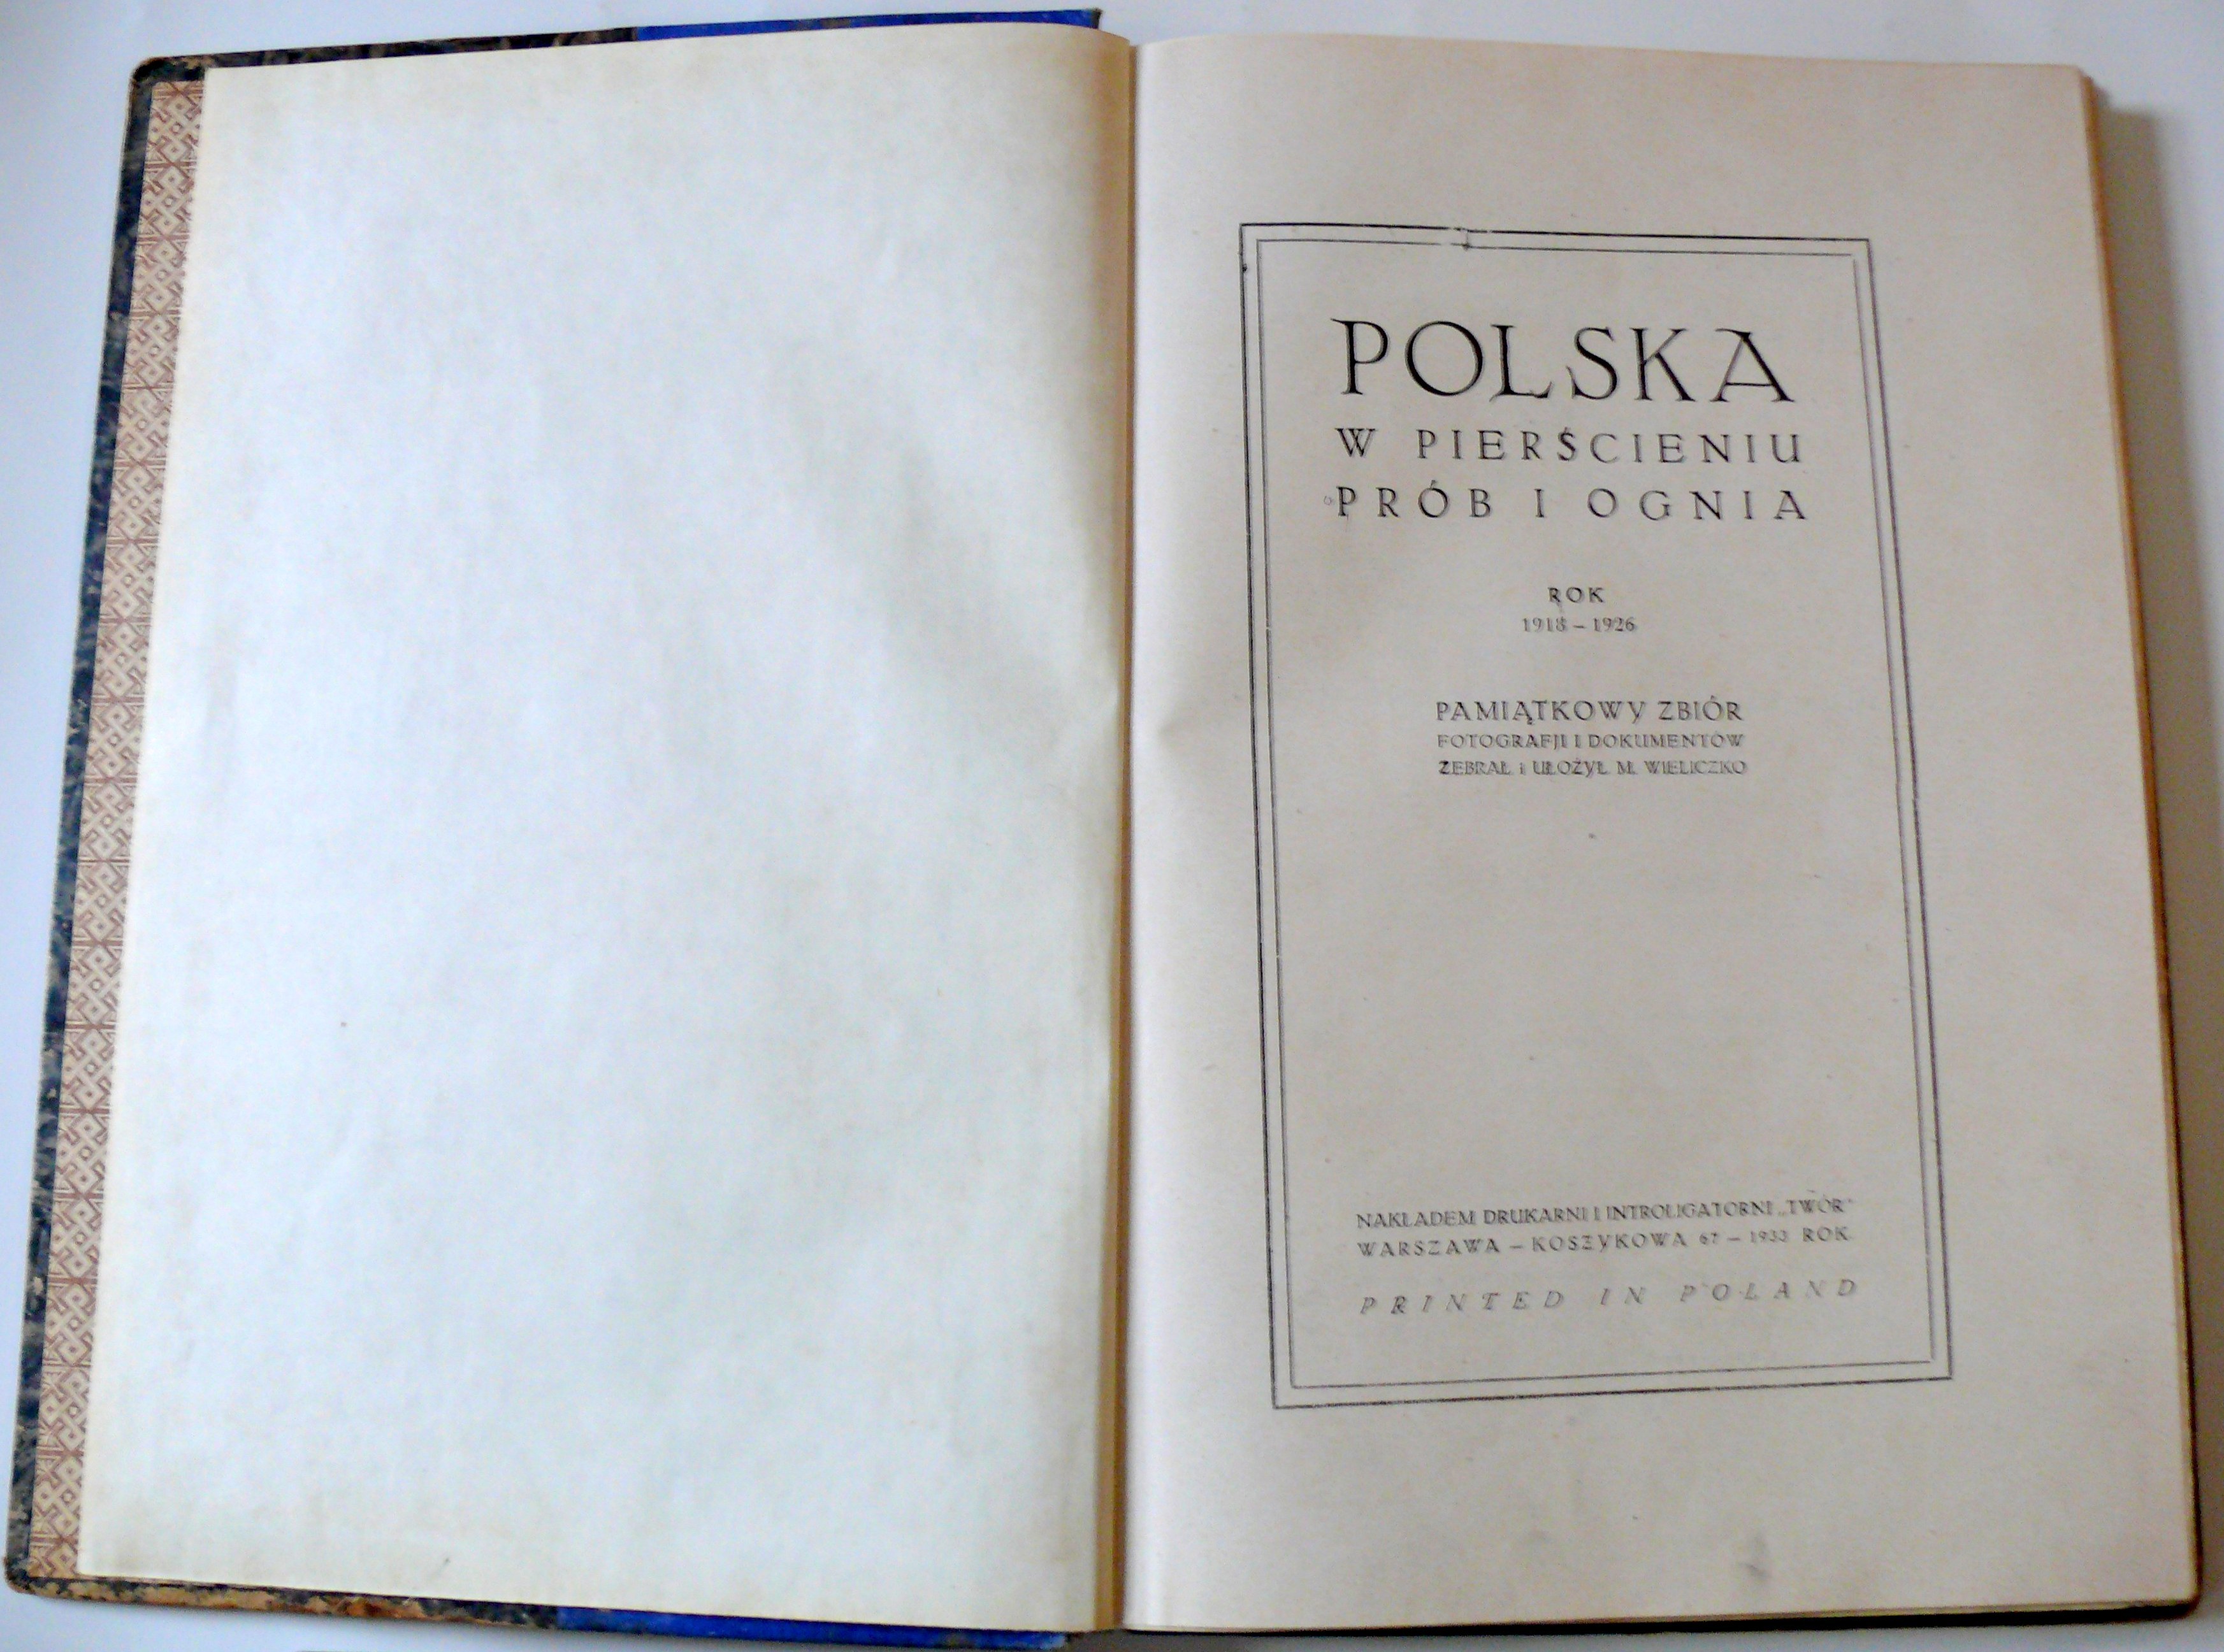 POLSKA
W PIERŚCIENIU
PRÓB I OGNIA
ROK
1918 – 1926
PAMIĄTKOWY ZBIÓR
FOTOGRAFJI I DOKUMENTÓW
ZEBRAŁ i UŁOŻYŁ M. WIELICZKO
NAKŁADEM DRUKARNI I INTROLIGATORNI „TWÓR"
WARSZAWA – KOSZYKOWA 67 – 1933 ROK
PRINTED IN POLAND